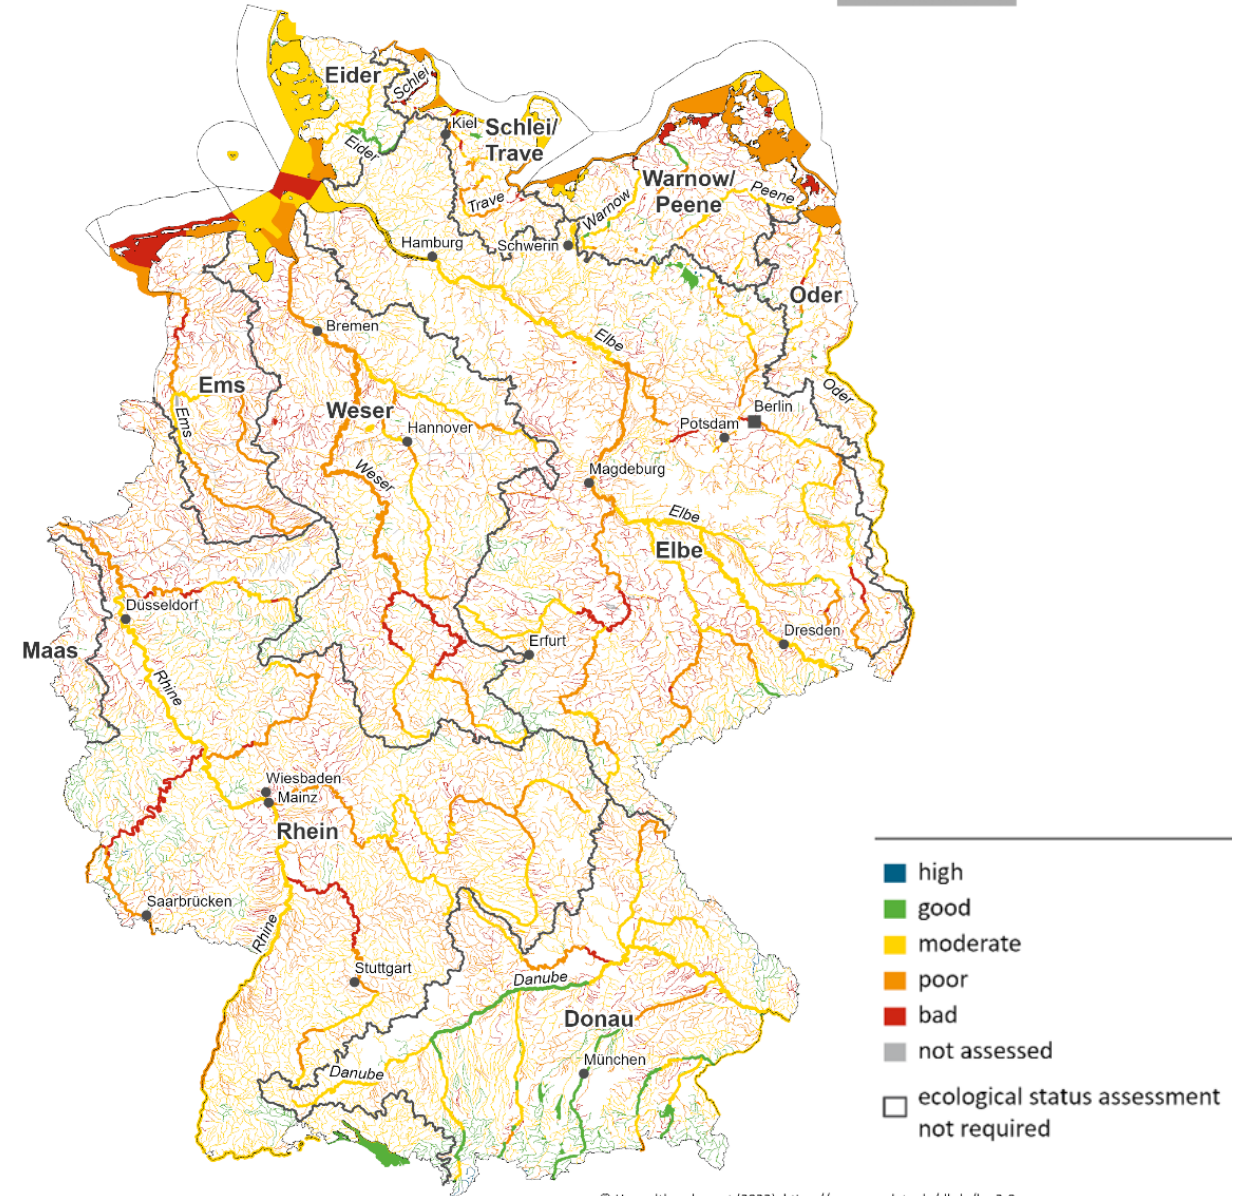 Eider
Schlei
Kiel
Schlei/
Trave
Eider
Warnow/
Peene
Peene
Trave
Warnow
Hamburg
Schwerin
Oder
Bremen
Elbe
Ems
Oder
Weser
Berlin
Ems
Hannover
Potsdam
Weser
Magdeburg
Elbe
Elbe
Düsseldorf
Dresden
Erfurt
Maas
Rhine
Wiesbaden
Mainz
Rhein
high
Saarbrücken
good
Rhine
moderate
Stuttgart
Danube
poor
Donau
bad
München
not assessed
Danube
ecological status assessment
not required